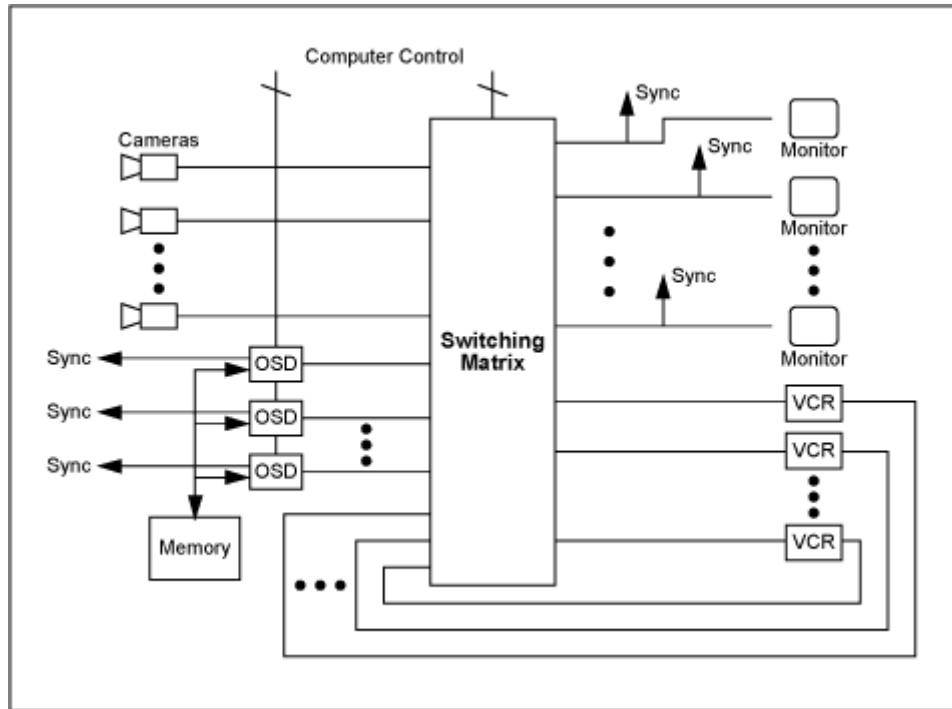 Computer Control
Sync
Cameras
Monitor
Sync
Monitor
Sync
Switching
Matrix
Monitor
Sync
OSD
VCR
Sync
OSD
VCR
Sync
OSD
Memory
VCR